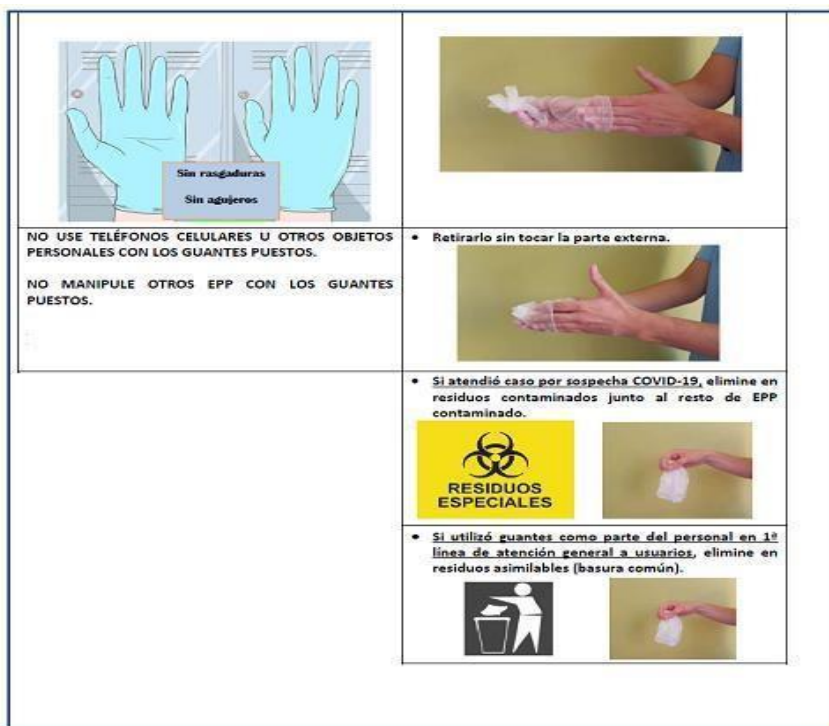 Sin rasgaduras
Sin agujeros
NO USE TELÉFONOS CELULARES U OTROS OBJETOS
PERSONALES CON LOS GUANTES PUESTOS.
NO MANIPULE OTROS EPP CON LOS GUANTES
PUESTOS.
• Retirarlo sin tocar la parte externa.
• Si atendió caso por sospecha COVID-19, elimine en
residuos contaminados junto al resto de EPP
contaminado.
RESIDUOS
ESPECIALES
• Si utilizó guantes como parte del personal en 1ª
línea de atención general a usuarios, elimine en
residuos asimilables (basura común).